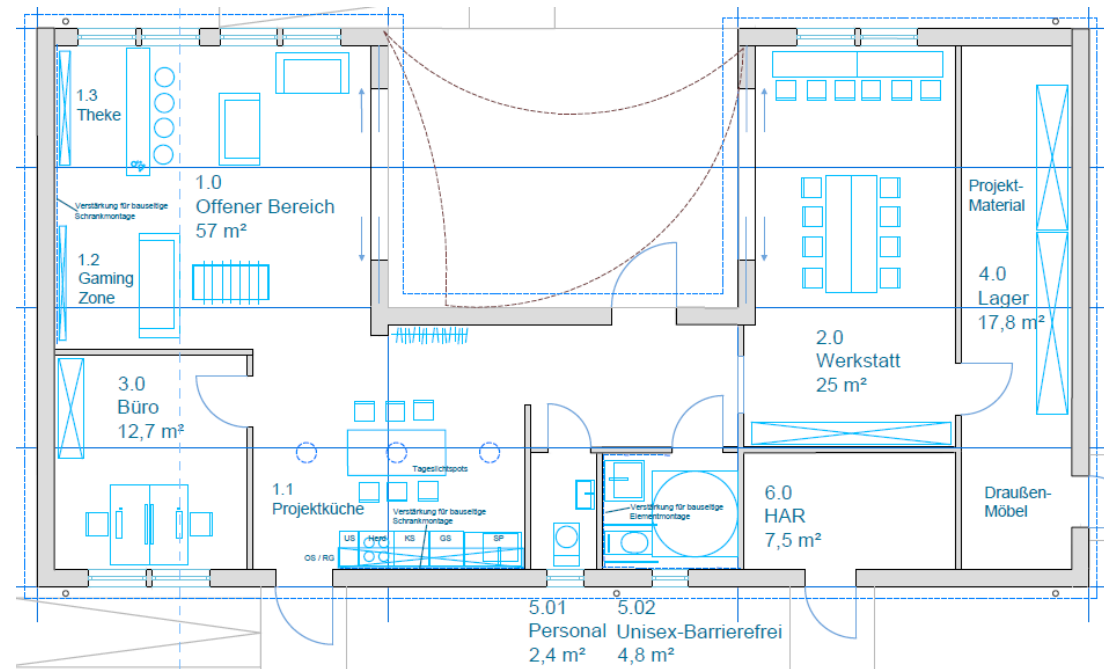 1.3
Theke
1.0
Offener Bereich
57 m²
Verstärkung für bauseitige
Schrankmontage
1.2
Gaming
Zone
3.0
Büro
12,7 m²
1.1
Projektküche
Tageslichtspots
Verstärkung für bauseitige
Schrankmontage
US Herd KS GS SP
OS / RG
Verstärkung für bauseitige
Elementmontage
5.01
Personal
2,4 m²
5.02
Unisex-Barrierefrei
4,8 m²
2.0
Werkstatt
25 m²
6.0
HAR
7,5 m²
Projekt-
Material
4.0
Lager
17,8 m²
Draußen-
Möbel